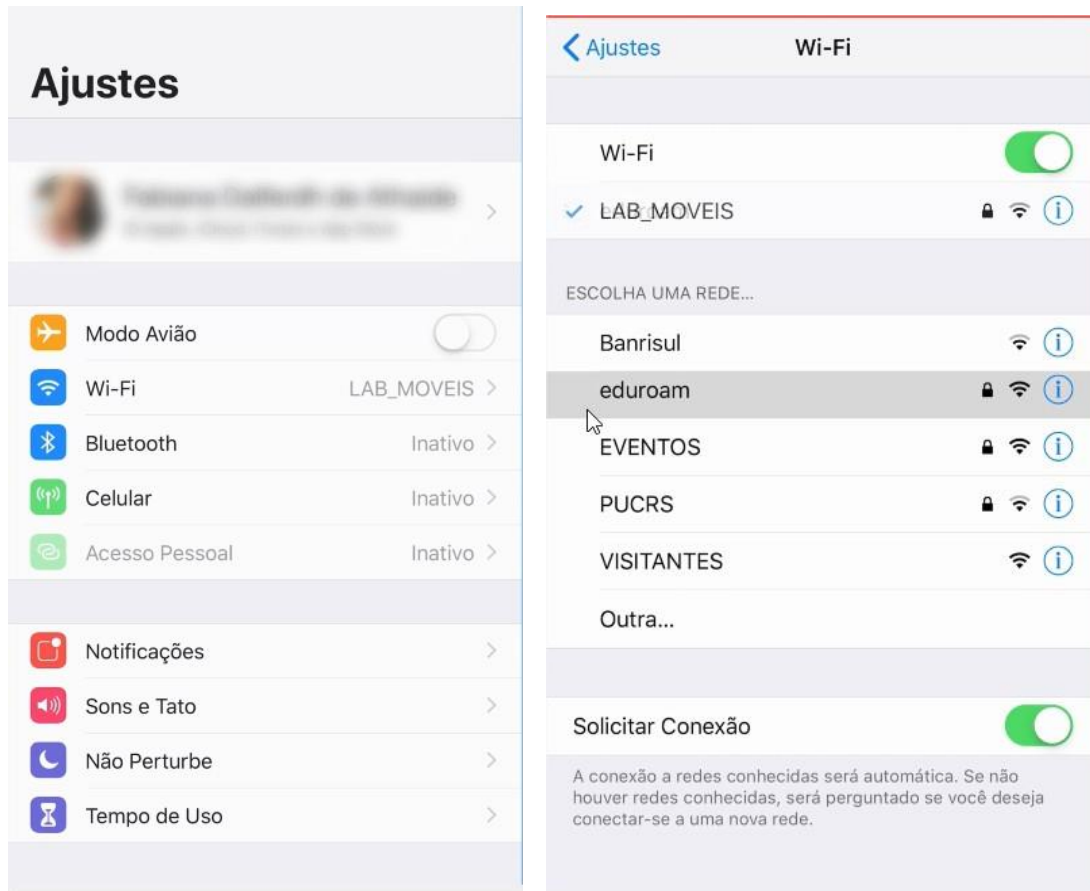 Ajustes
Modo Avião
Wi-Fi LAB_MOVEIS
Bluetooth Inativo
Celular Inativo
Acesso Pessoal Inativo
Notificações
Sons e Tato
Não Perturbe
Tempo de Uso
Ajustes Wi-Fi
Wi-Fi
LAB_MOVEIS
ESCOLHA UMA REDE...
Banrisul
eduroam
EVENTOS
PUCRS
VISITANTES
Outra...
Solicitar Conexão
A conexão a redes conhecidas será automática. Se não
houver redes conhecidas, será perguntado se você deseja
conectar-se a uma nova rede.